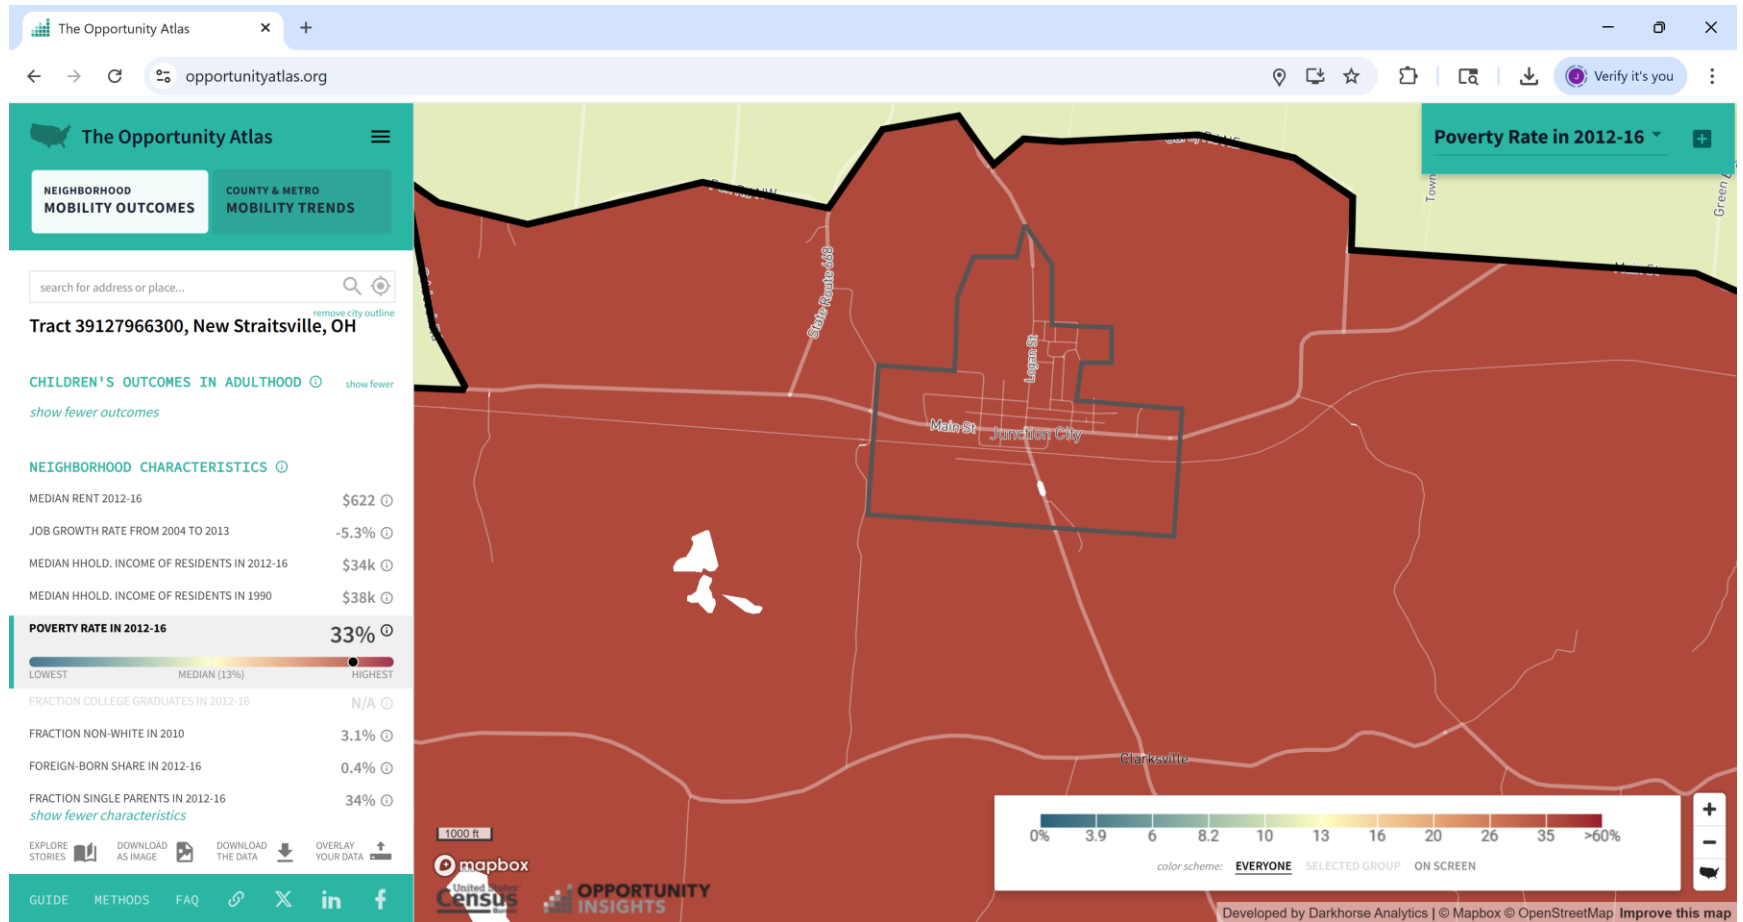 The Opportunity Atlas
opportunityatlas.org
Verify it's you
The Opportunity Atlas
NEIGHBORHOOD
MOBILITY OUTCOMES
COUNTY & METRO
MOBILITY TRENDS
search for address or place...
remove city outline
Tract 39127966300, New Straitsville, OH
CHILDREN'S OUTCOMES IN ADULTHOOD
show fewer
show fewer outcomes
NEIGHBORHOOD CHARACTERISTICS
MEDIAN RENT 2012-16 $622
JOB GROWTH RATE FROM 2004 TO 2013 -5.3%
MEDIAN HHOLD. INCOME OF RESIDENTS IN 2012-16 $34k
MEDIAN HHOLD. INCOME OF RESIDENTS IN 1990 $38k
POVERTY RATE IN 2012-16 33%
LOWEST MEDIAN (13%) HIGHEST
FRACTION COLLEGE GRADUATES IN 2012-16 N/A
FRACTION NON-WHITE IN 2010 3.1%
FOREIGN-BORN SHARE IN 2012-16 0.4%
FRACTION SINGLE PARENTS IN 2012-16 34%
show fewer characteristics
EXPLORE
STORIES
DOWNLOAD
AS IMAGE
DOWNLOAD
THE DATA
OVERLAY
YOUR DATA
GUIDE METHODS FAQ
Poverty Rate in 2012-16
Town
Green
Main St
State Route 668
Logan St
Main St
Junction City
Clarksville
1000 ft
mapbox
United States
Census
Bureau
OPPORTUNITY
INSIGHTS
0% 3.9 6 8.2 10 13 16 20 26 35 >60%
color scheme: EVERYONE SELECTED GROUP ON SCREEN
Developed by Darkhorse Analytics | © Mapbox © OpenStreetMap Improve this map